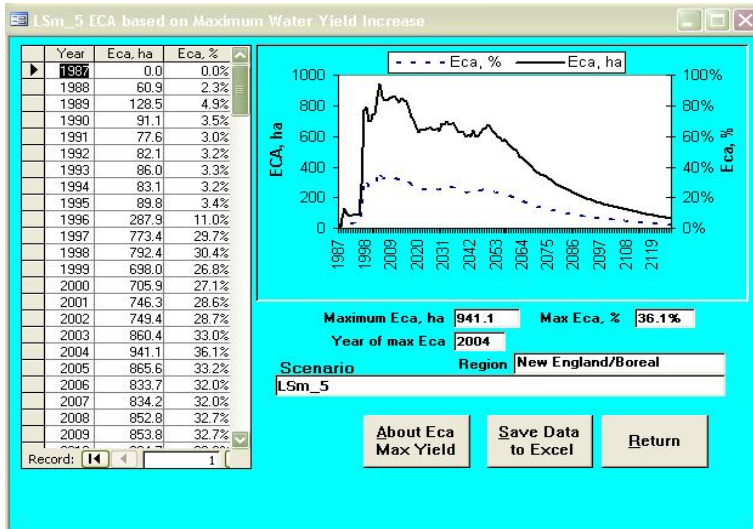 LSm_5 ECA based on Maximum Water Yield Increase
Year Eca, ha Eca, %
1987 0.0 0.0%
1988 60.9 2.3%
1989 128.5 4.9%
1990 91.1 3.5%
1991 77.6 3.0%
1992 82.1 3.2%
1993 86.0 3.3%
1994 83.1 3.2%
1995 89.8 3.4%
1996 287.9 11.0%
1997 773.4 29.7%
1998 792.4 30.4%
1999 698.0 26.8%
2000 705.9 27.1%
2001 746.3 28.6%
2002 749.4 28.7%
2003 860.4 33.0%
2004 941.1 36.1%
2005 865.6 33.2%
2006 833.7 32.0%
2007 834.2 32.0%
2008 852.8 32.7%
2009 853.8 32.7%
Record: 1
Eca, % Eca, ha
1000 100%
800 80%
600 60%
400 40%
200 20%
0 0%
ECA, ha
Eca, %
1987 1998 2009 2020 2031 2042 2053 2064 2075 2086 2097 2108 2119
Maximum Eca, ha 941.1 Max Eca, % 36.1%
Year of max Eca 2004
Scenario Region New England/Boreal
LSm_5
About Eca
Max Yield
Save Data
to Excel
Return